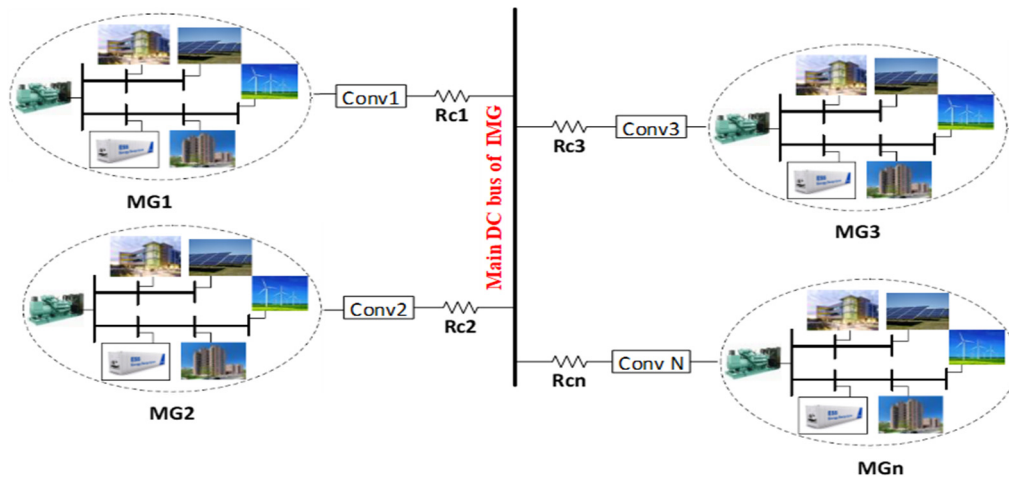 Conv1
Rc1
MG1
Main DC bus of IMG
Rc3
Conv3
MG3
Conv2
Rc2
MG2
Rcn
Conv N
MGn